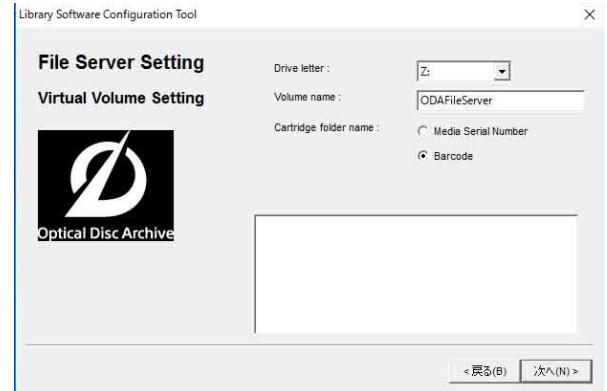 Library Software Configuration Tool
File Server Setting
Virtual Volume Setting
Optical Disc Archive
Drive letter :
Z:
Volume name :
ODAFileServer
Cartridge folder name :
Media Serial Number
Barcode
<戻る(B)
次へ(N) >